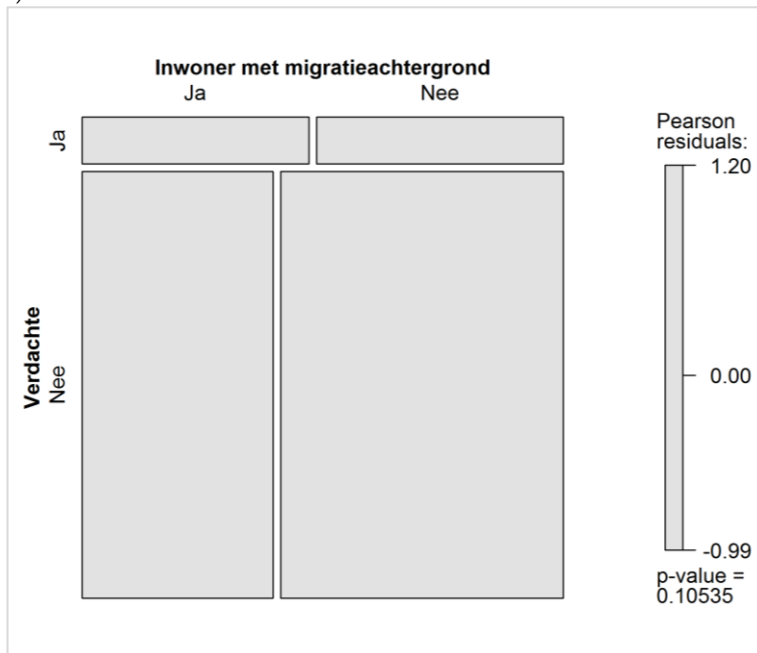 )
Inwoner met migratieachtergrond
Ja
Nee
Ja
Verdachte
Nee
Pearson
residuals:
1.20
0.00
-0.99
p-value =
0.10535